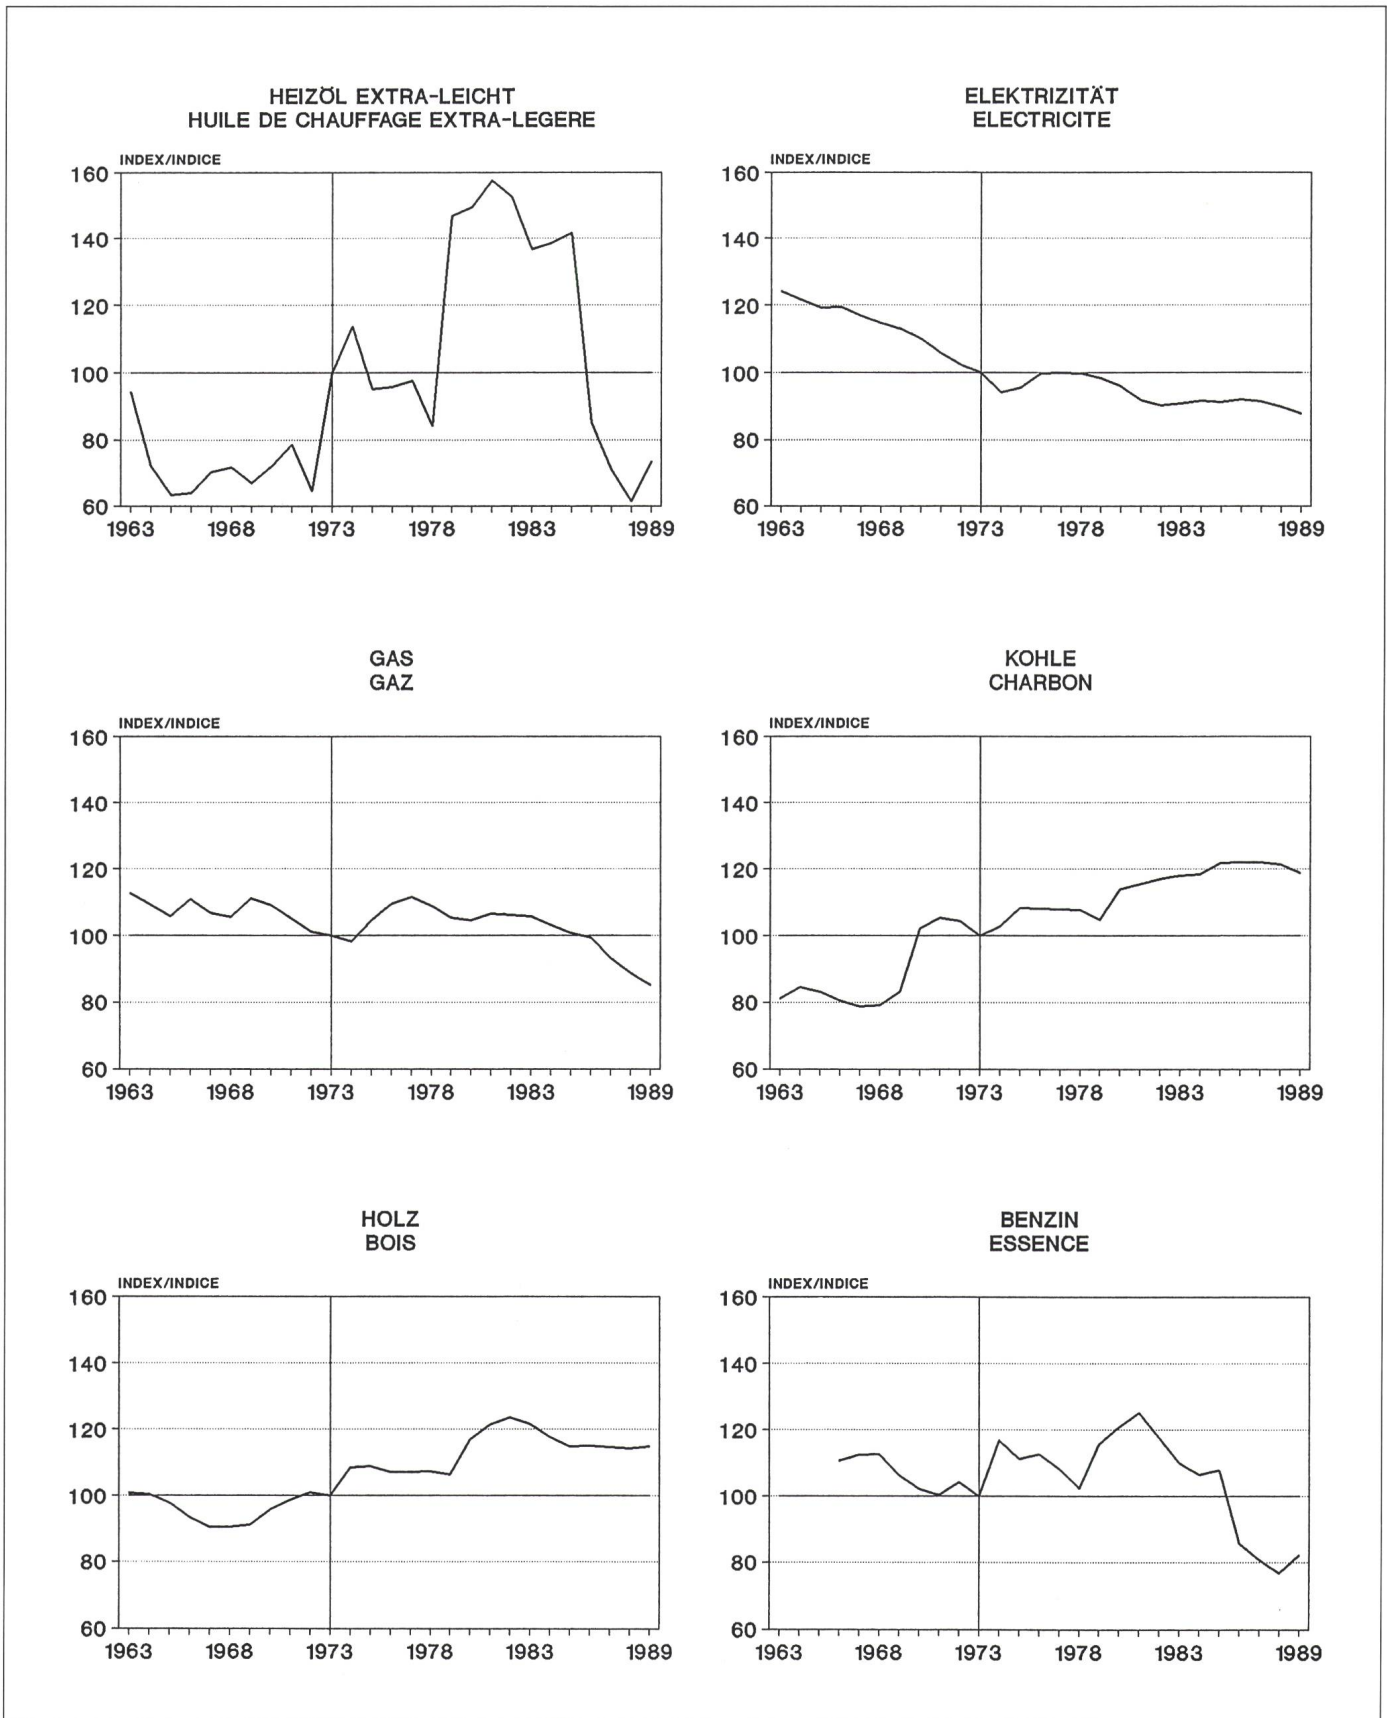 HEIZÖL EXTRA-LEICHT
HUILE DE CHAUFFAGE EXTRA-LEGERE
INDEX/INDICE
160
140
120
100
80
60
1963 1968 1973 1978 1983 1989
ELEKTRIZITÄT
ELECTRICITE
INDEX/INDICE
160
140
120
100
80
60
1963 1968 1973 1978 1983 1989
GAS
GAZ
INDEX/INDICE
160
140
120
100
80
60
1963 1968 1973 1978 1983 1989
KOHLE
CHARBON
INDEX/INDICE
160
140
120
100
80
60
1963 1968 1973 1978 1983 1989
HOLZ
BOIS
INDEX/INDICE
160
140
120
100
80
60
1963 1968 1973 1978 1983 1989
BENZIN
ESSENCE
INDEX/INDICE
160
140
120
100
80
60
1963 1968 1973 1978 1983 1989